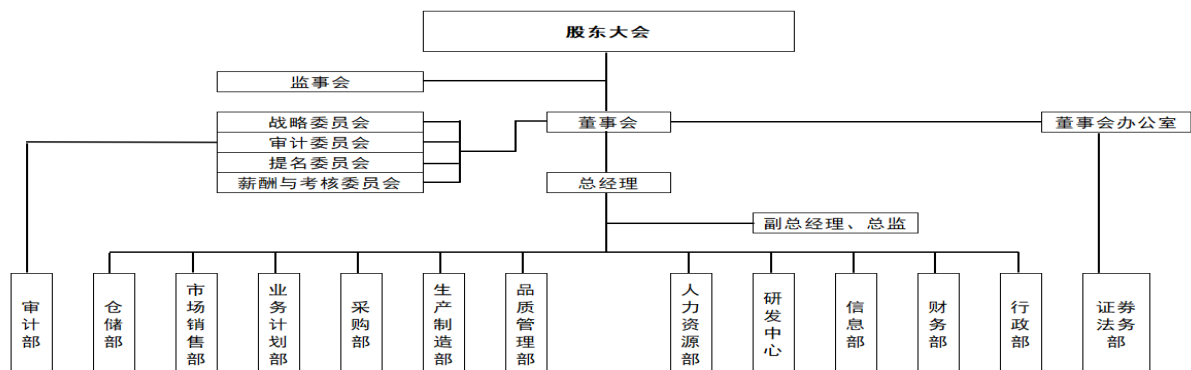 股东大会
监事会
战略委员会
审计委员会
提名委员会
薪酬与考核委员会
董事会
董事会办公室
总经理
副总经理、总监
审计部
仓储部
市场销售部
业务计划部
采购部
生产制造部
品质管理部
人力资源部
研发中心
信息部
财务部
行政部
证券法务部